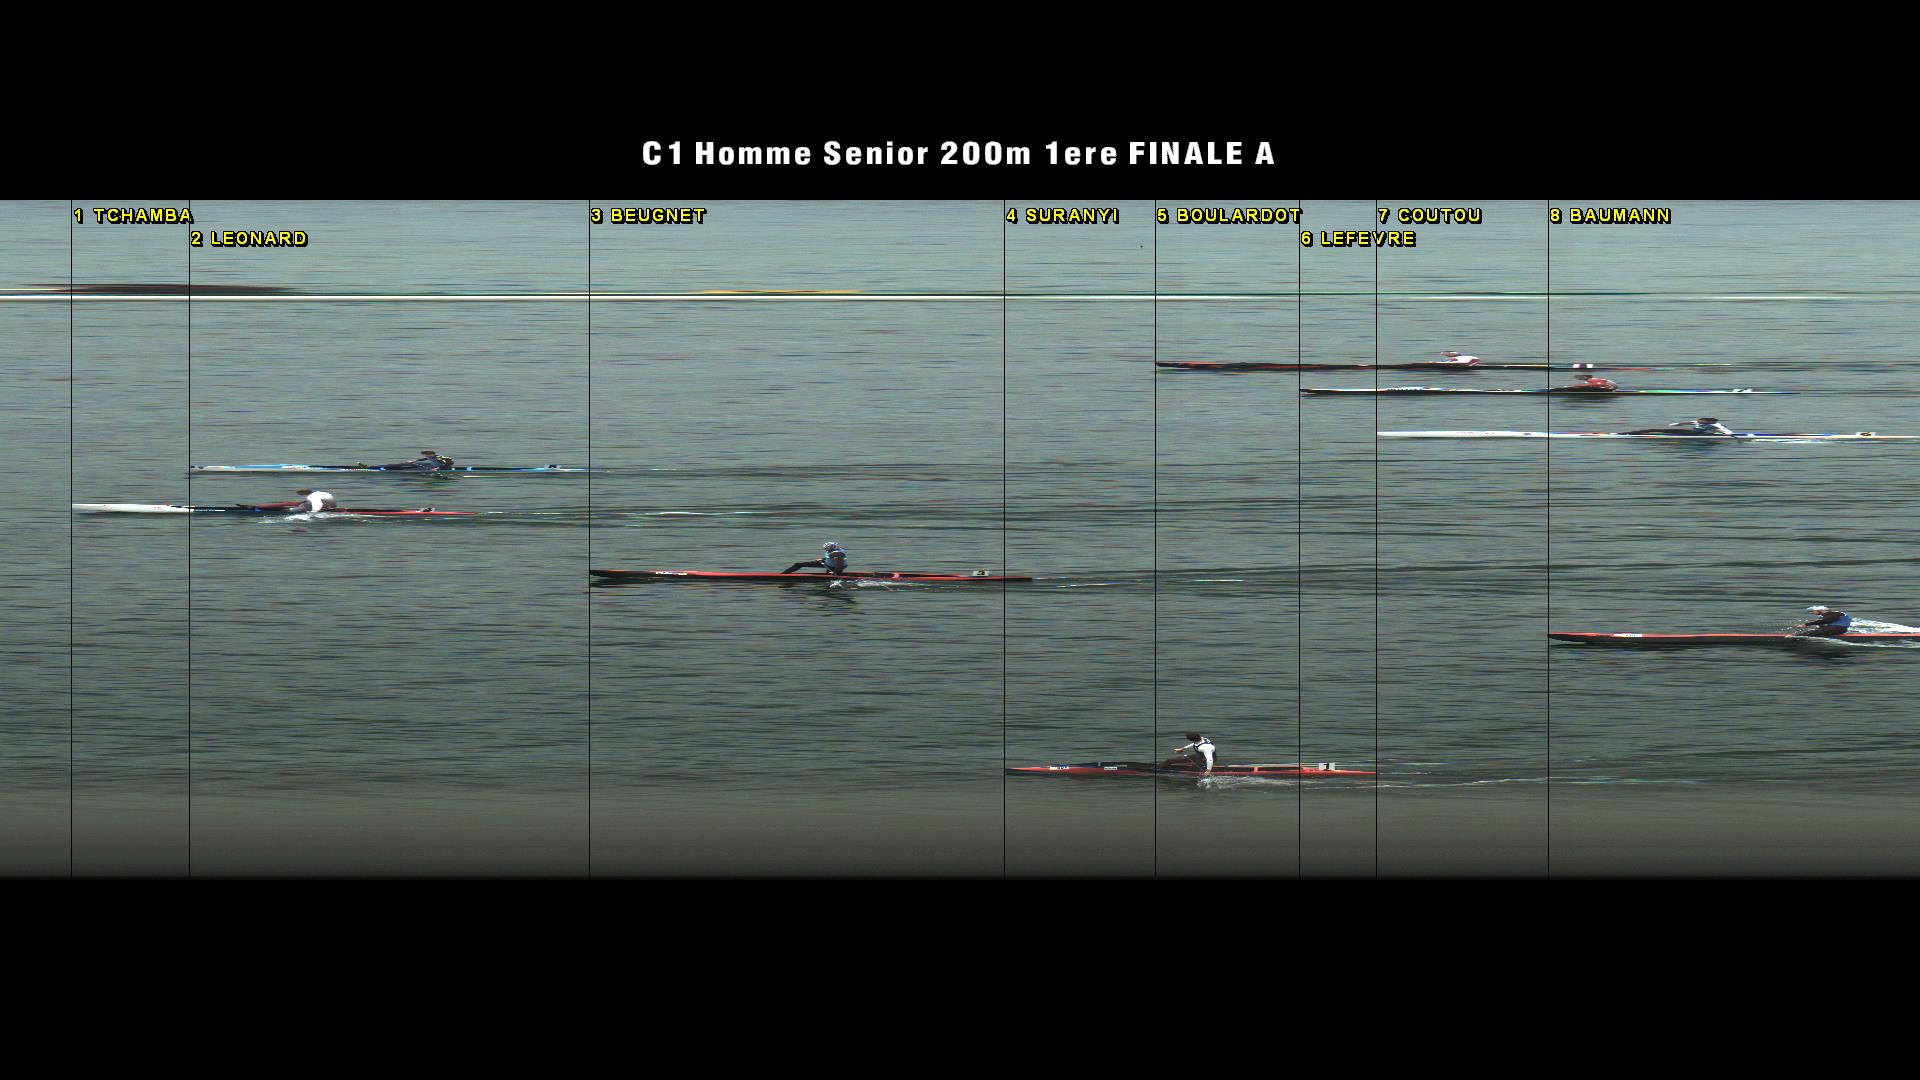 C1 Homme Senior 200m 1ere FINALE A
1 TCHAMBA
2 LEONARD
3 BEUGNET
4 SURANYI
5 BOULARDOT
6 LEFEVRE
7 COUTOU
8 BAUMANN
1